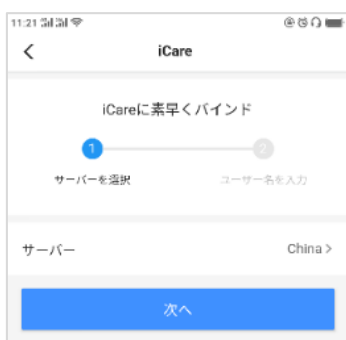 11:21
iCare
iCareに素早くバインド
1 2
サーバーを選択 ユーザー名を入力
サーバー China >
次へ